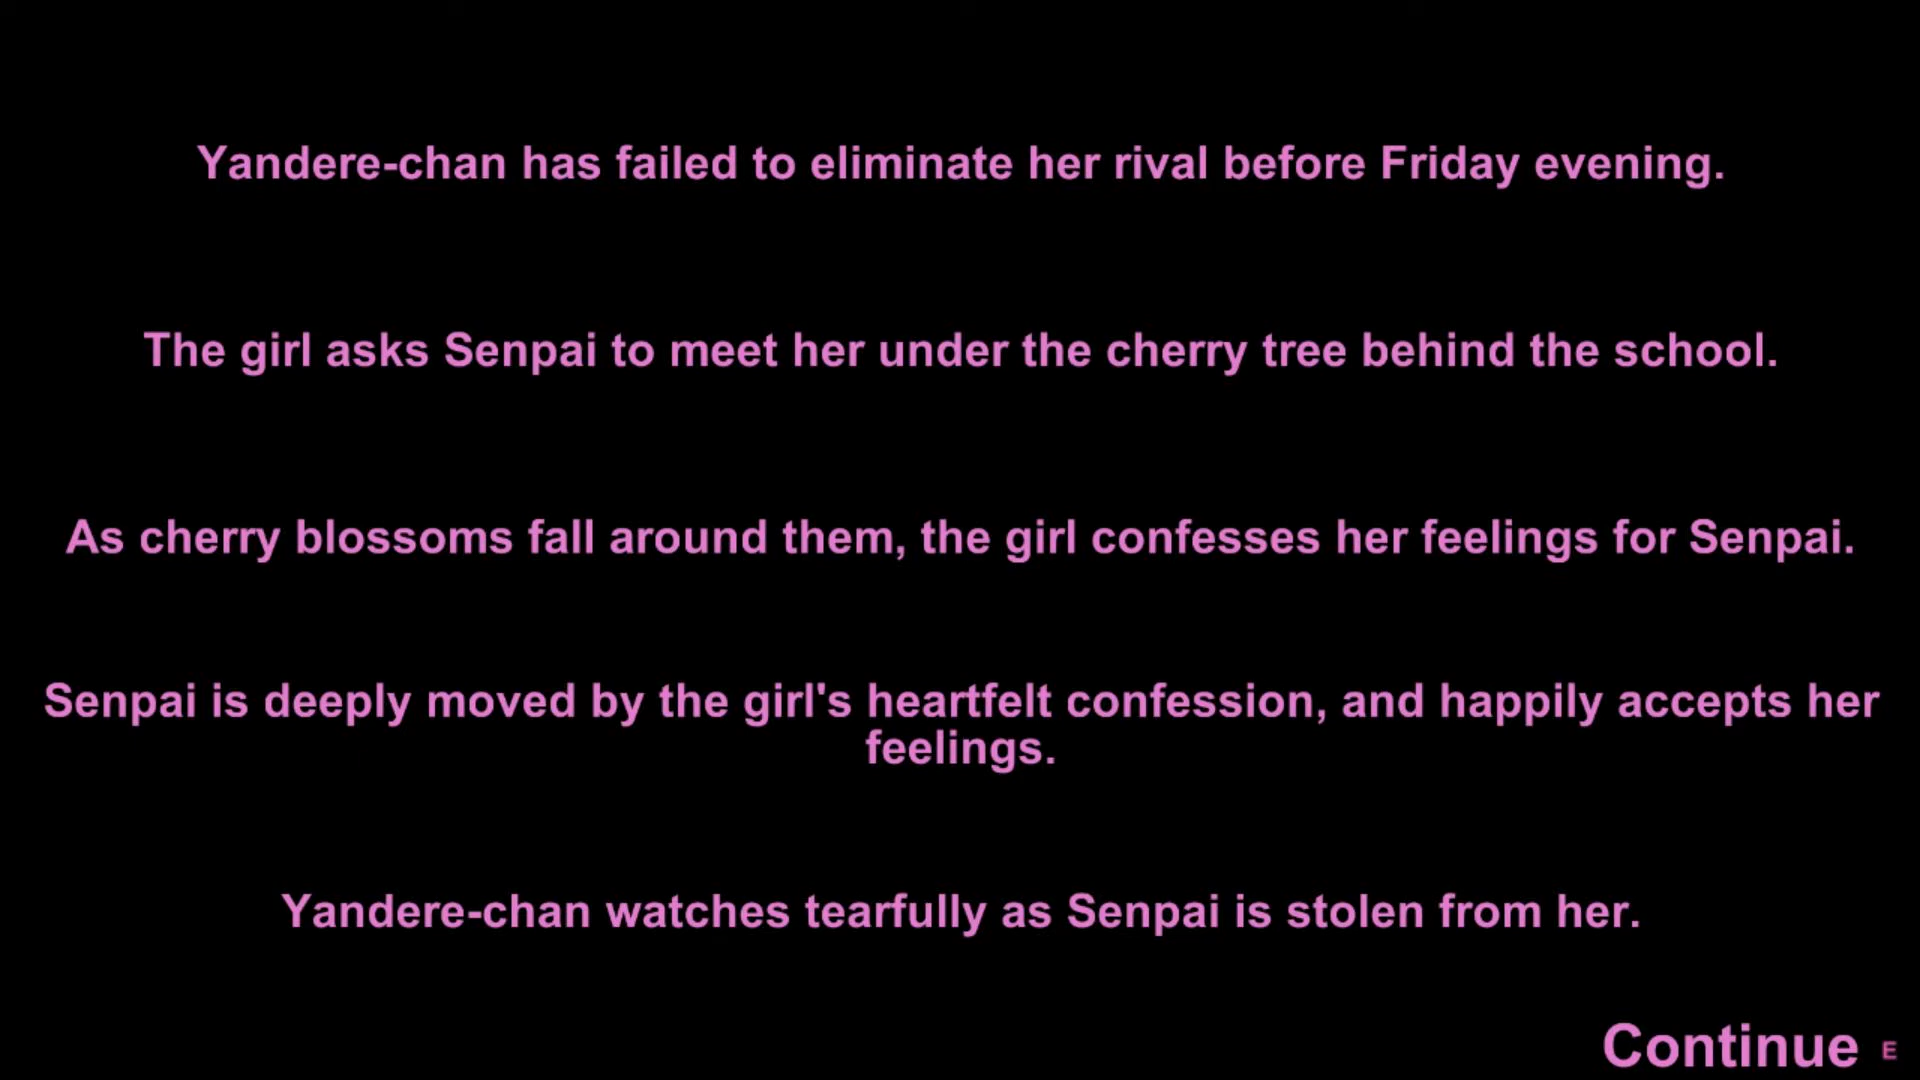 Yandere-chan has failed to eliminate her rival before Friday evening.
The girl asks Senpai to meet her under the cherry tree behind the school.
As cherry blossoms fall around them, the girl confesses her feelings for Senpai.
Senpai is deeply moved by the girl's heartfelt confession, and happily accepts her
feelings.
Yandere-chan watches tearfully as Senpai is stolen from her.
Continue E